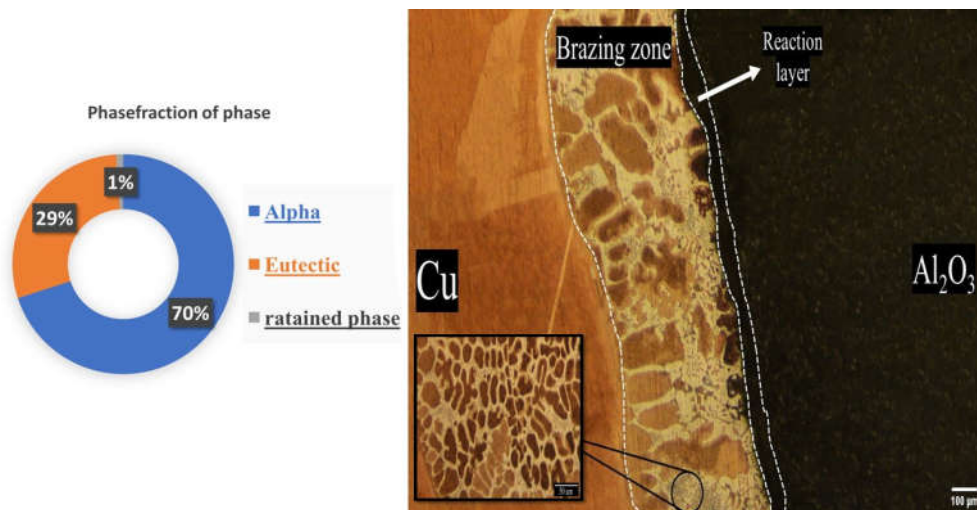 Phasefraction of phase
1%
29%
70%
Alpha
Eutectic
ratained phase
Brazing zone
Reaction
layer
Cu
Al₂O₃
100 µm